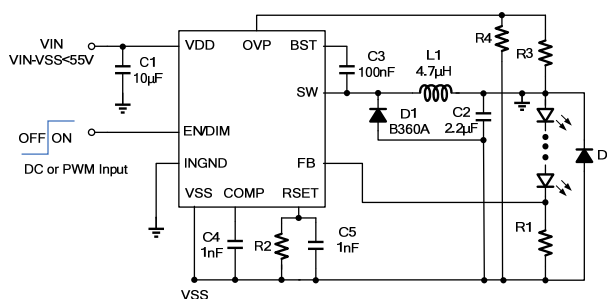 VIN
VIN-VSS<55V
C1
10µF
VDD
OVP
BST
C3
100nF
L1
4.7µH
R4
R3
SW
D1
B360A
C2
2.2µF
D
OFF
ON
EN/DIM
DC or PWM Input
INGND
FB
VSS
COMP
RSET
C4
1nF
R2
C5
1nF
R1
VSS